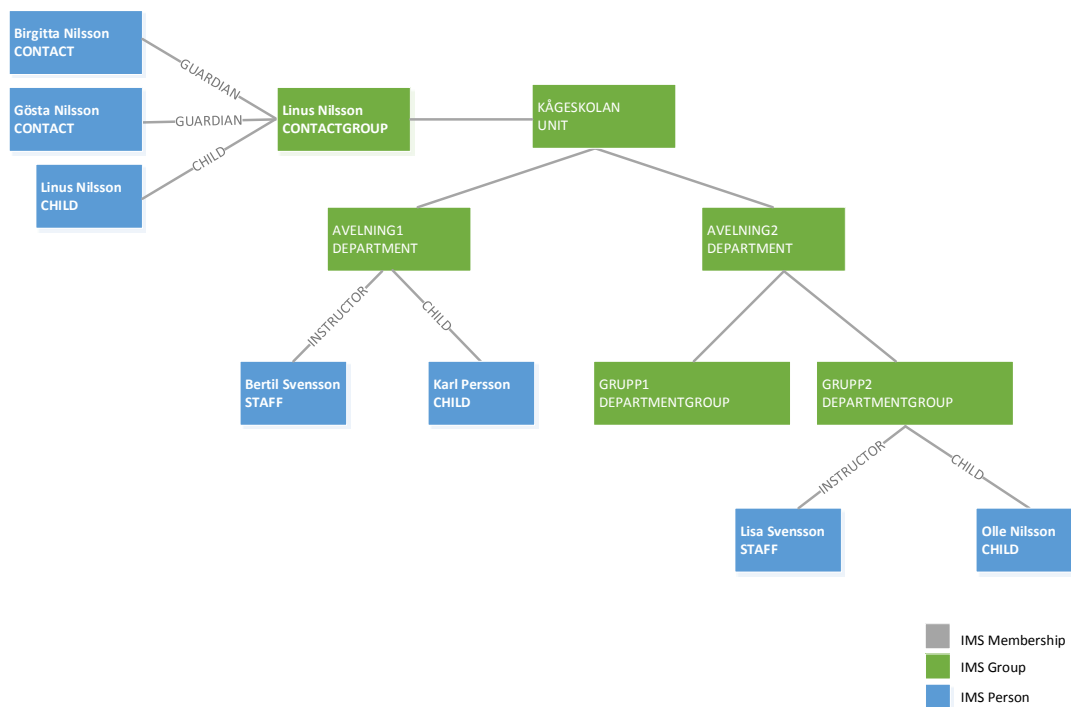 Birgitta Nilsson
CONTACT
GUARDIAN
Gösta Nilsson
CONTACT
GUARDIAN
Linus Nilsson
CHILD
CHILD
Linus Nilsson
CONTACTGROUP
KÅGESKOLAN
UNIT
AVELNING1
DEPARTMENT
AVELNING2
DEPARTMENT
INSTRUCTOR
CHILD
Bertil Svensson
STAFF
Karl Persson
CHILD
GRUPP1
DEPARTMENTGROUP
GRUPP2
DEPARTMENTGROUP
INSTRUCTOR
CHILD
Lisa Svensson
STAFF
Olle Nilsson
CHILD
IMS Membership
IMS Group
IMS Person